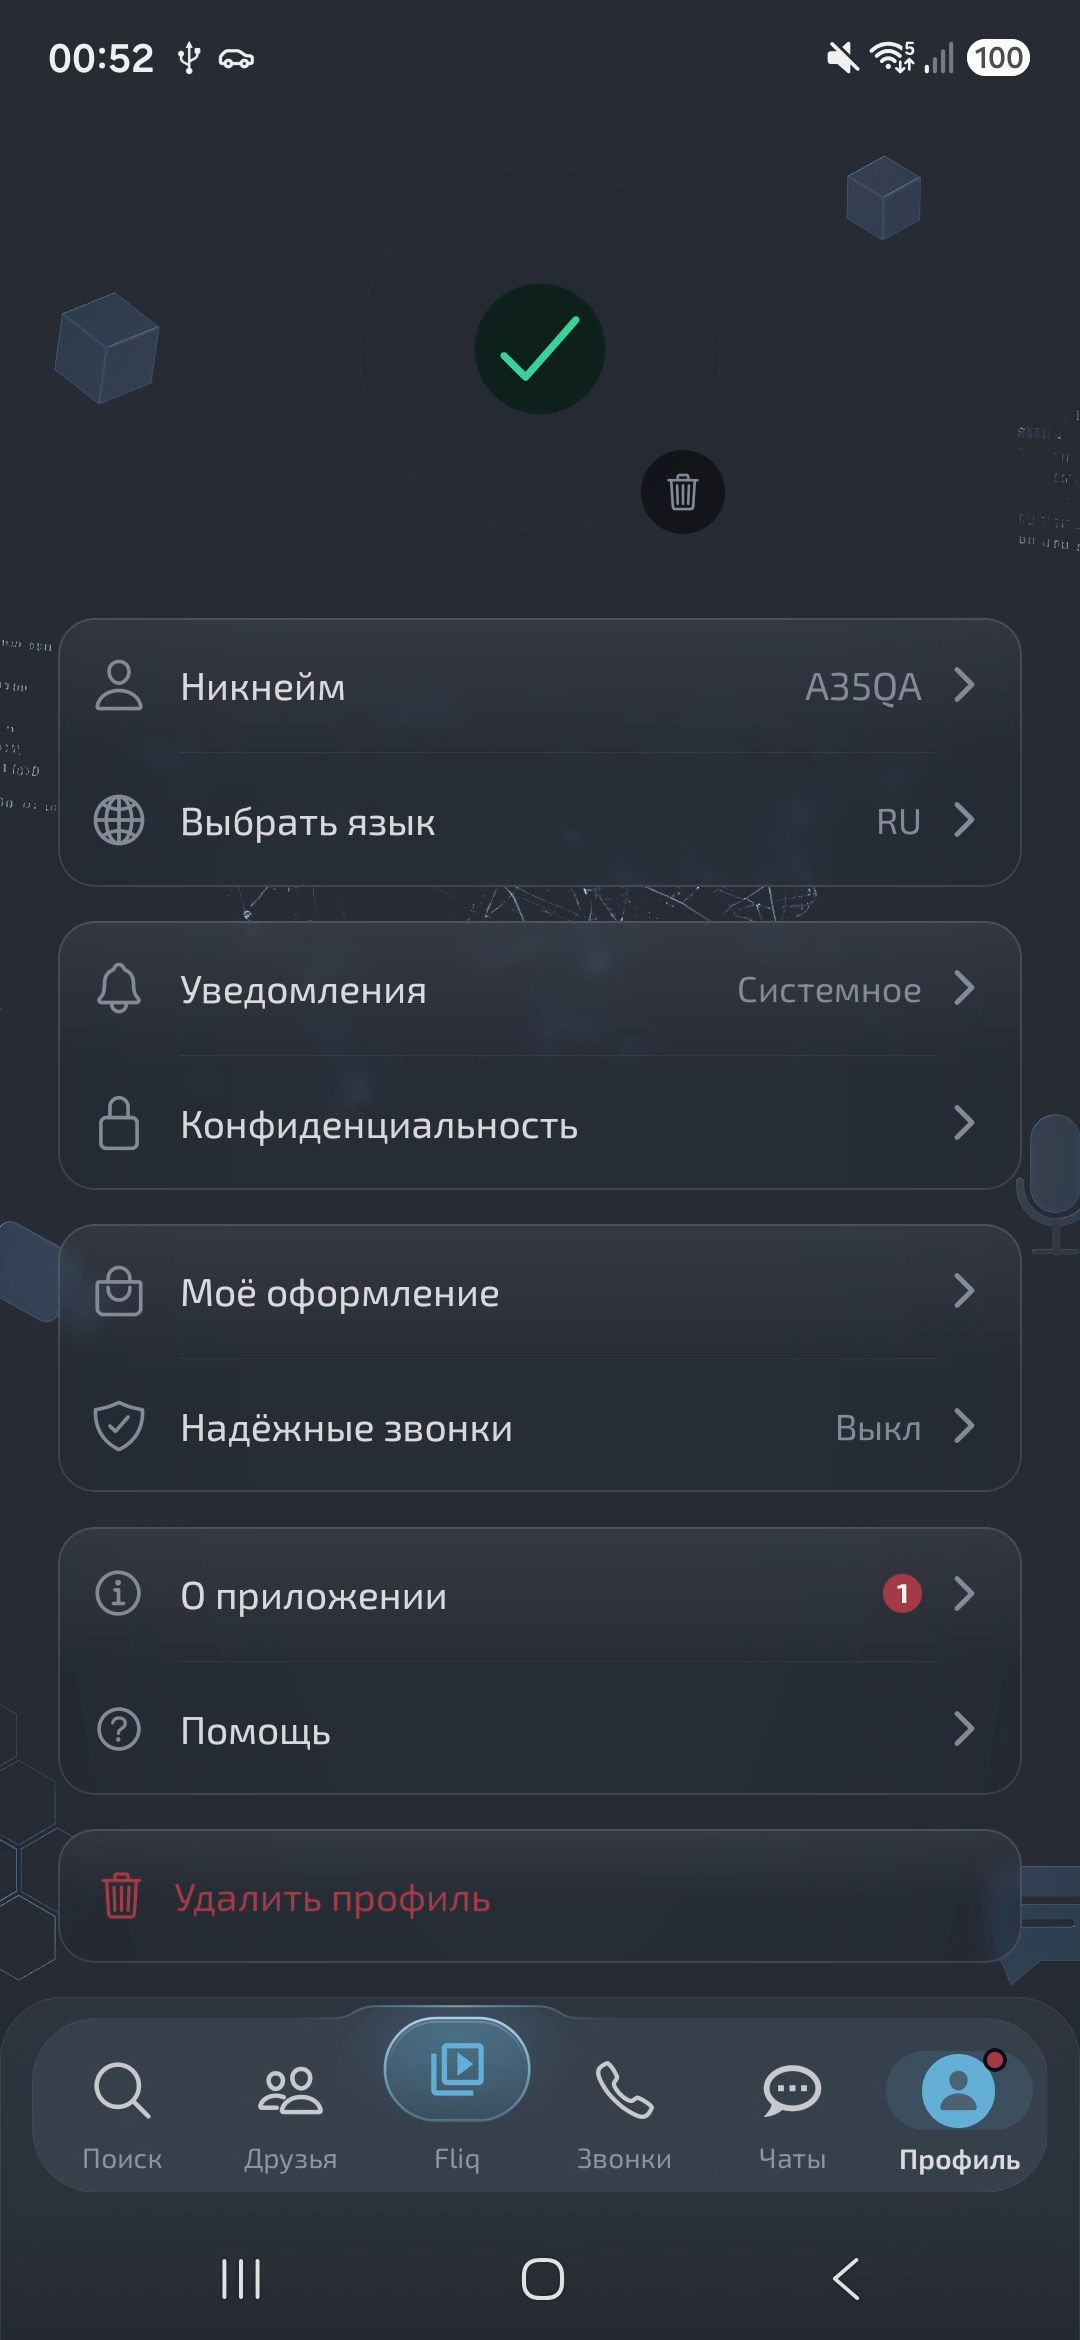 00:52
5
100
Никнейм A35QA
Выбрать язык RU
Уведомления Системное
Конфиденциальность
Моё оформление
Надёжные звонки Выкл
О приложении 1
Помощь
Удалить профиль
Поиск Друзья Fliq Звонки Чаты Профиль